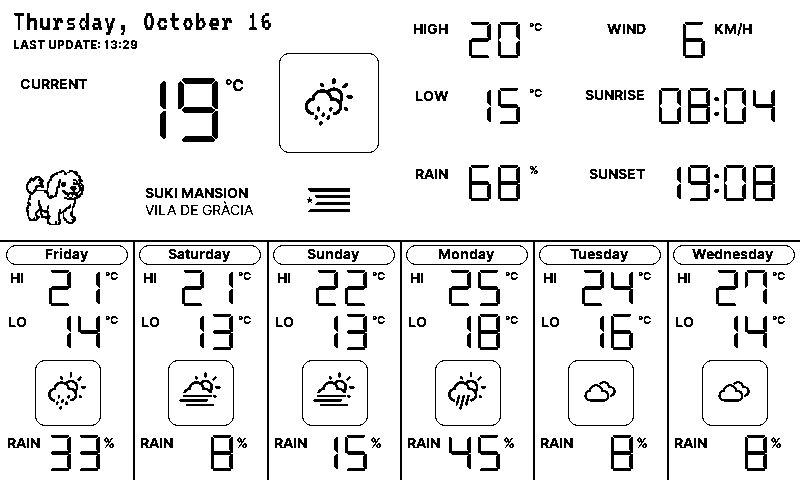 Thursday, October 16
LAST UPDATE: 13:29
CURRENT 19 °C
SUKI MANSION
VILA DE GRÀCIA
HIGH 20 °C
LOW 15 °C
RAIN 68 %
WIND 6 KM/H
SUNRISE 08:04
SUNSET 19:08
Friday
HI 21 °C
LO 14 °C
RAIN 33 %
Saturday
HI 21 °C
LO 13 °C
RAIN 8 %
Sunday
HI 22 °C
LO 13 °C
RAIN 15 %
Monday
HI 25 °C
LO 18 °C
RAIN 45 %
Tuesday
HI 24 °C
LO 16 °C
RAIN 8 %
Wednesday
HI 27 °C
LO 14 °C
RAIN 8 %